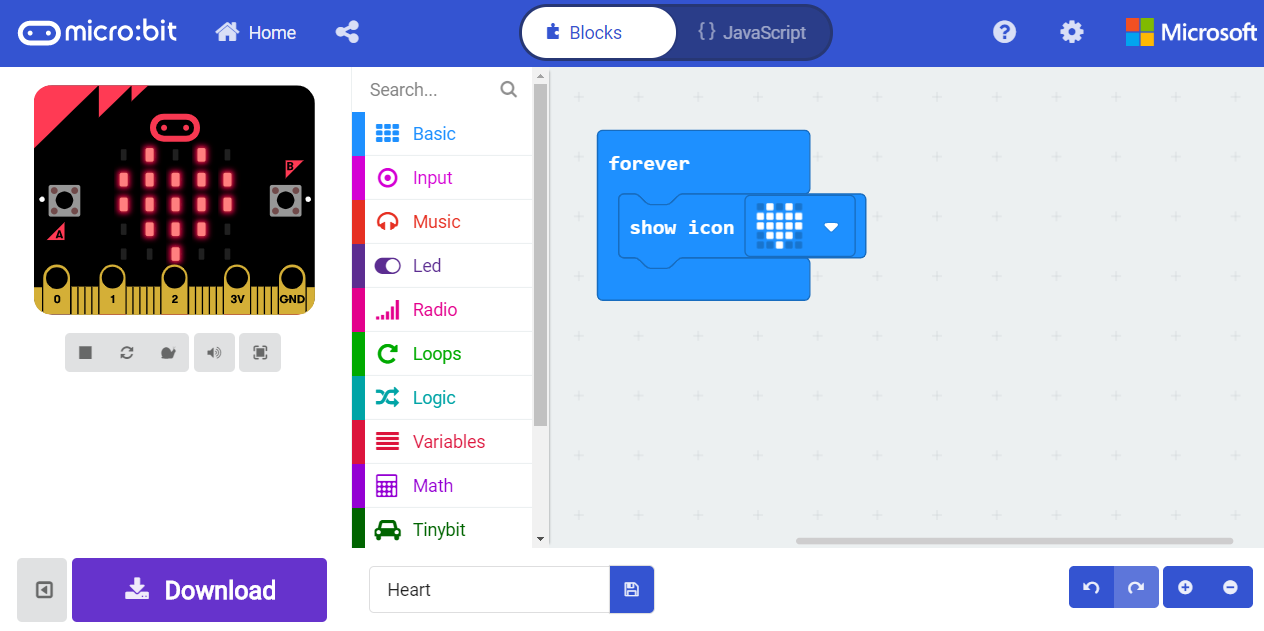 micro:bit
Home
Blocks
{ } JavaScript
Microsoft
B
A
0 1 2 3V GND
Search...
Basic
Input
Music
Led
Radio
Loops
Logic
Variables
Math
Tinybit
forever
show icon
Download
Heart